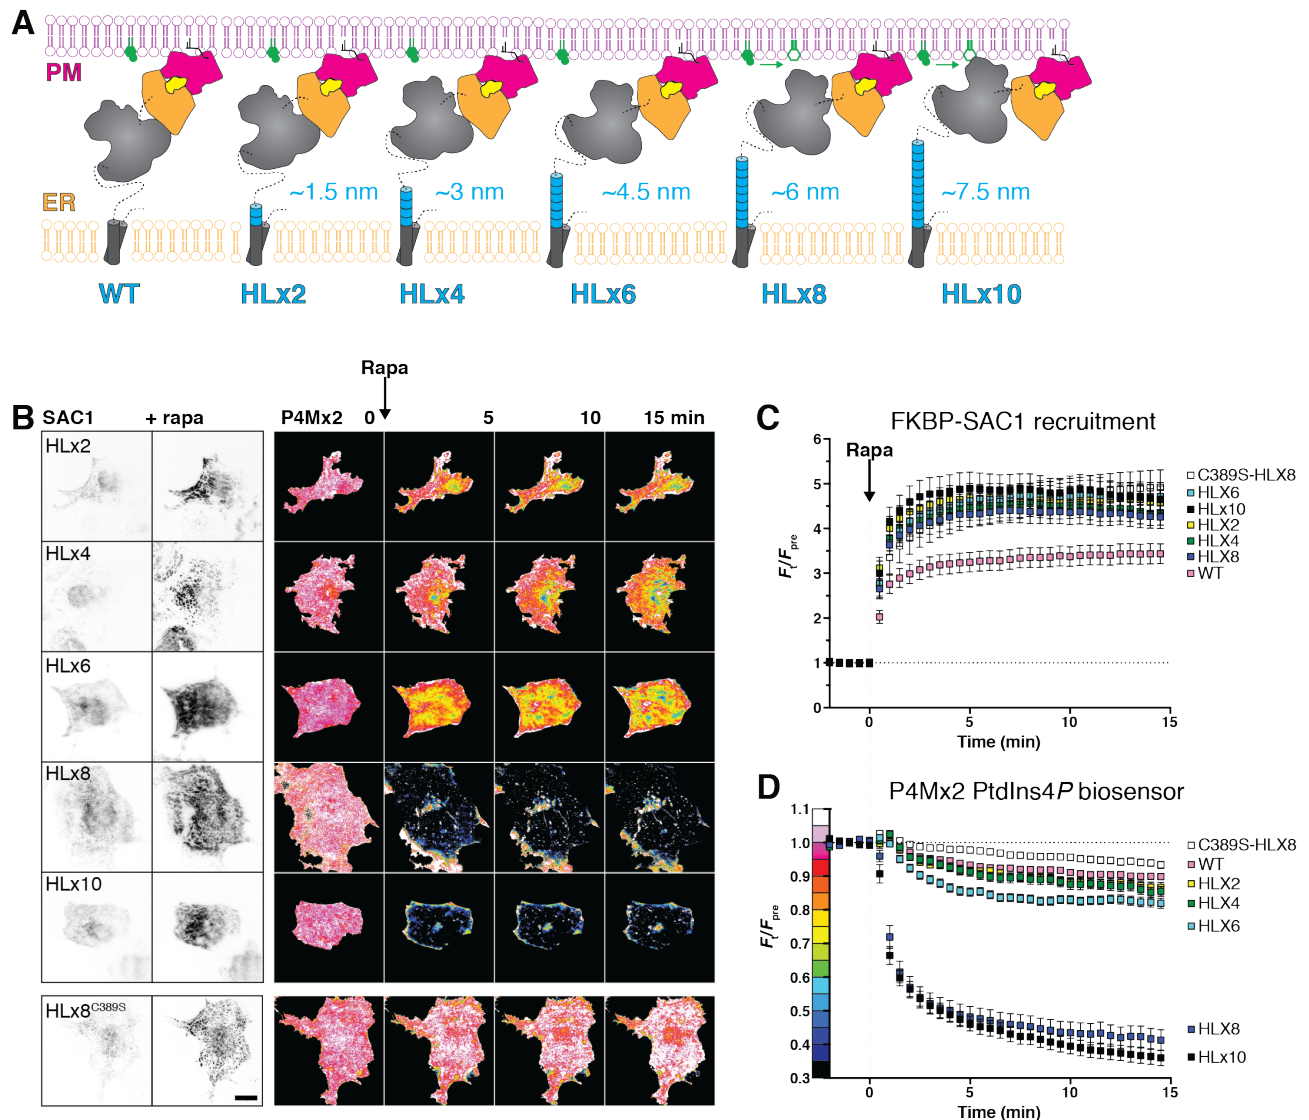 A
PM
ER
~1.5 nm
~3 nm
~4.5 nm
~6 nm
~7.5 nm
WT
HLx2
HLx4
HLx6
HLx8
HLx10
Rapa
B
SAC1
+ rapa
P4Mx2
0
5
10
15 min
HLx2
HLx4
HLx6
HLx8
HLx10
HLx8C389S
C
FKBP-SAC1 recruitment
Rapa
6
5
4
3
2
1
0
Ft/Fpre
0
5
10
15
Time (min)
C389S-HLX8
HLX6
HLx10
HLX2
HLX4
HLX8
WT
D
P4Mx2 PtdIns4P biosensor
1.1
1.0
0.9
0.8
0.7
0.6
0.5
0.4
0.3
Ft/Fpre
0
5
10
15
Time (min)
C389S-HLX8
WT
HLX2
HLX4
HLX6
HLX8
HLx10